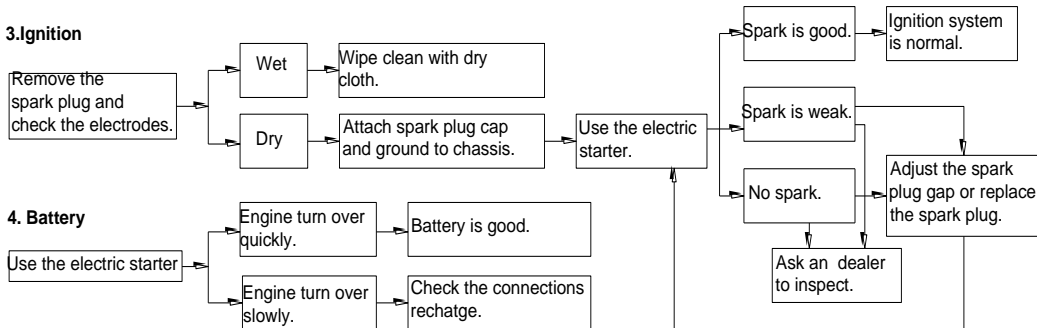 3.Ignition
Remove the
spark plug and
check the electrodes.
Wet
Wipe clean with dry
cloth.
Dry
Attach spark plug cap
and ground to chassis.
Use the electric
starter.
Spark is good.
Ignition system
is normal.
Spark is weak.
No spark.
Adjust the spark
plug gap or replace
the spark plug.
Ask an dealer
to inspect.
4. Battery
Use the electric starter
Engine turn over
quickly.
Battery is good.
Engine turn over
slowly.
Check the connections
rechatge.